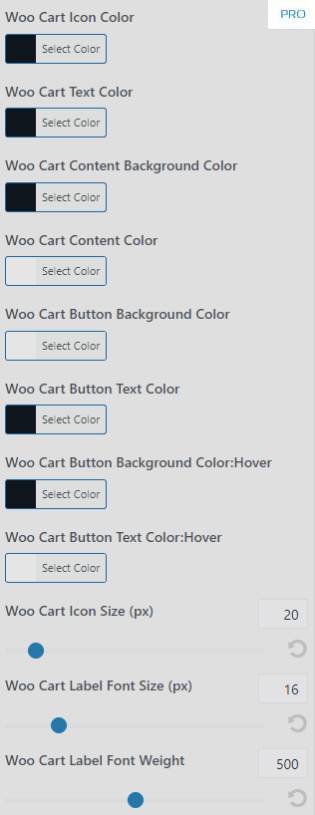 Woo Cart Icon Color
PRO
Select Color
Woo Cart Text Color
Select Color
Woo Cart Content Background Color
Select Color
Woo Cart Content Color
Select Color
Woo Cart Button Background Color
Select Color
Woo Cart Button Text Color
Select Color
Woo Cart Button Background Color:Hover
Select Color
Woo Cart Button Text Color:Hover
Select Color
Woo Cart Icon Size (px)
20
Woo Cart Label Font Size (px)
16
Woo Cart Label Font Weight
500